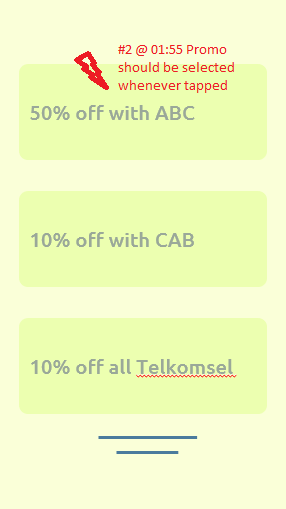 #2 @ 01:55 Promo
should be selected
whenever tapped
50% off with ABC
10% off with CAB
10% off all Telkomsel